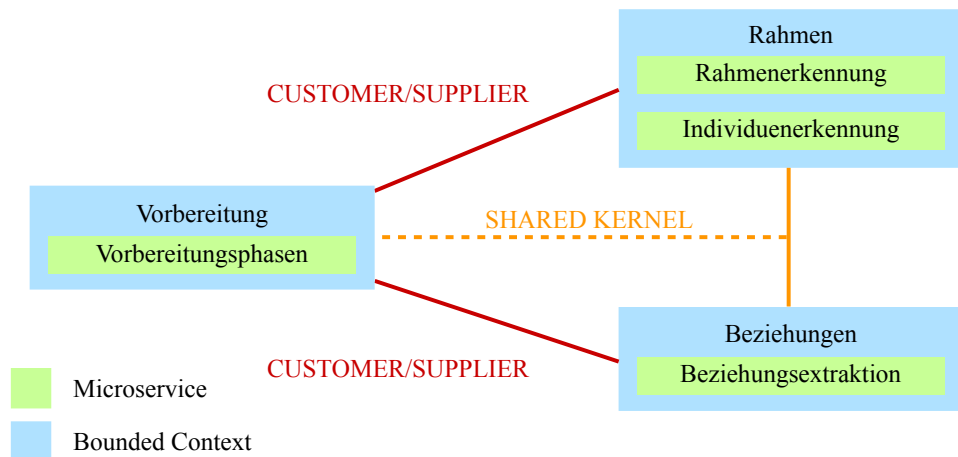 Rahmen
Rahmenerkennung
CUSTOMER/SUPPLIER
Individuenerkennung
Vorbereitung
SHARED KERNEL
Vorbereitungsphasen
Beziehungen
CUSTOMER/SUPPLIER
Beziehungsextraktion
Microservice
Bounded Context